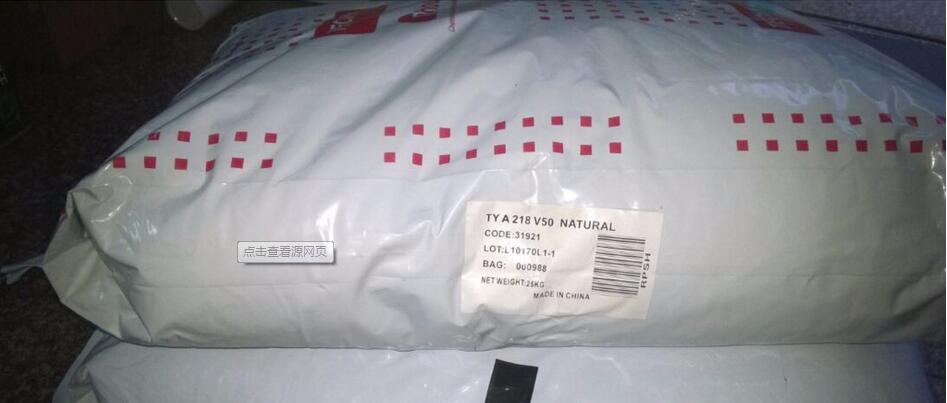 TY A 218 V50 NATURAL
CODE:31921
LOT:L10170L1-1
BAG: 000988
NET WEIGHT:25KG
MADE IN CHINA
RPSH
点击查看源网页